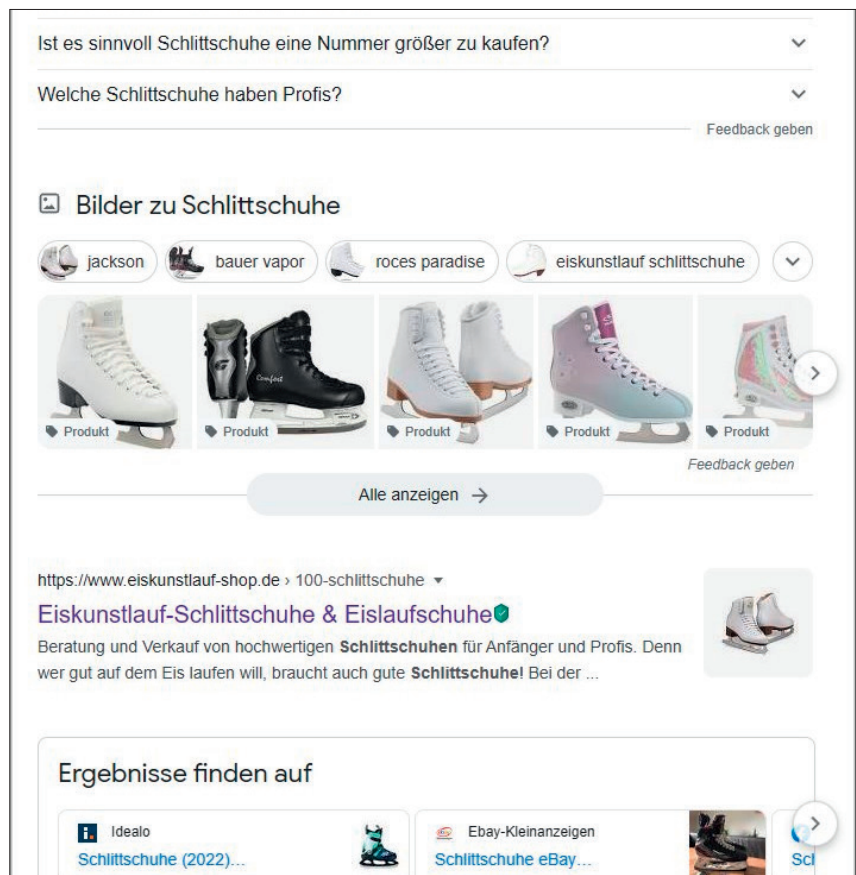 Ist es sinnvoll Schlittschuhe eine Nummer größer zu kaufen?
Welche Schlittschuhe haben Profis?
Feedback geben
Bilder zu Schlittschuhe
jackson
bauer vapor
roces paradise
eiskunstlauf schlittschuhe
Comfort
Produkt
Produkt
Produkt
Produkt
Produkt
Feedback geben
Alle anzeigen →
https://www.eiskunstlauf-shop.de › 100-schlittschuhe
Eiskunstlauf-Schlittschuhe & Eislaufschuhe
Beratung und Verkauf von hochwertigen Schlittschuhen für Anfänger und Profis. Denn
wer gut auf dem Eis laufen will, braucht auch gute Schlittschuhe! Bei der ...
Ergebnisse finden auf
Idealo
Schlittschuhe (2022)...
Ebay-Kleinanzeigen
Schlittschuhe eBay...
Scl